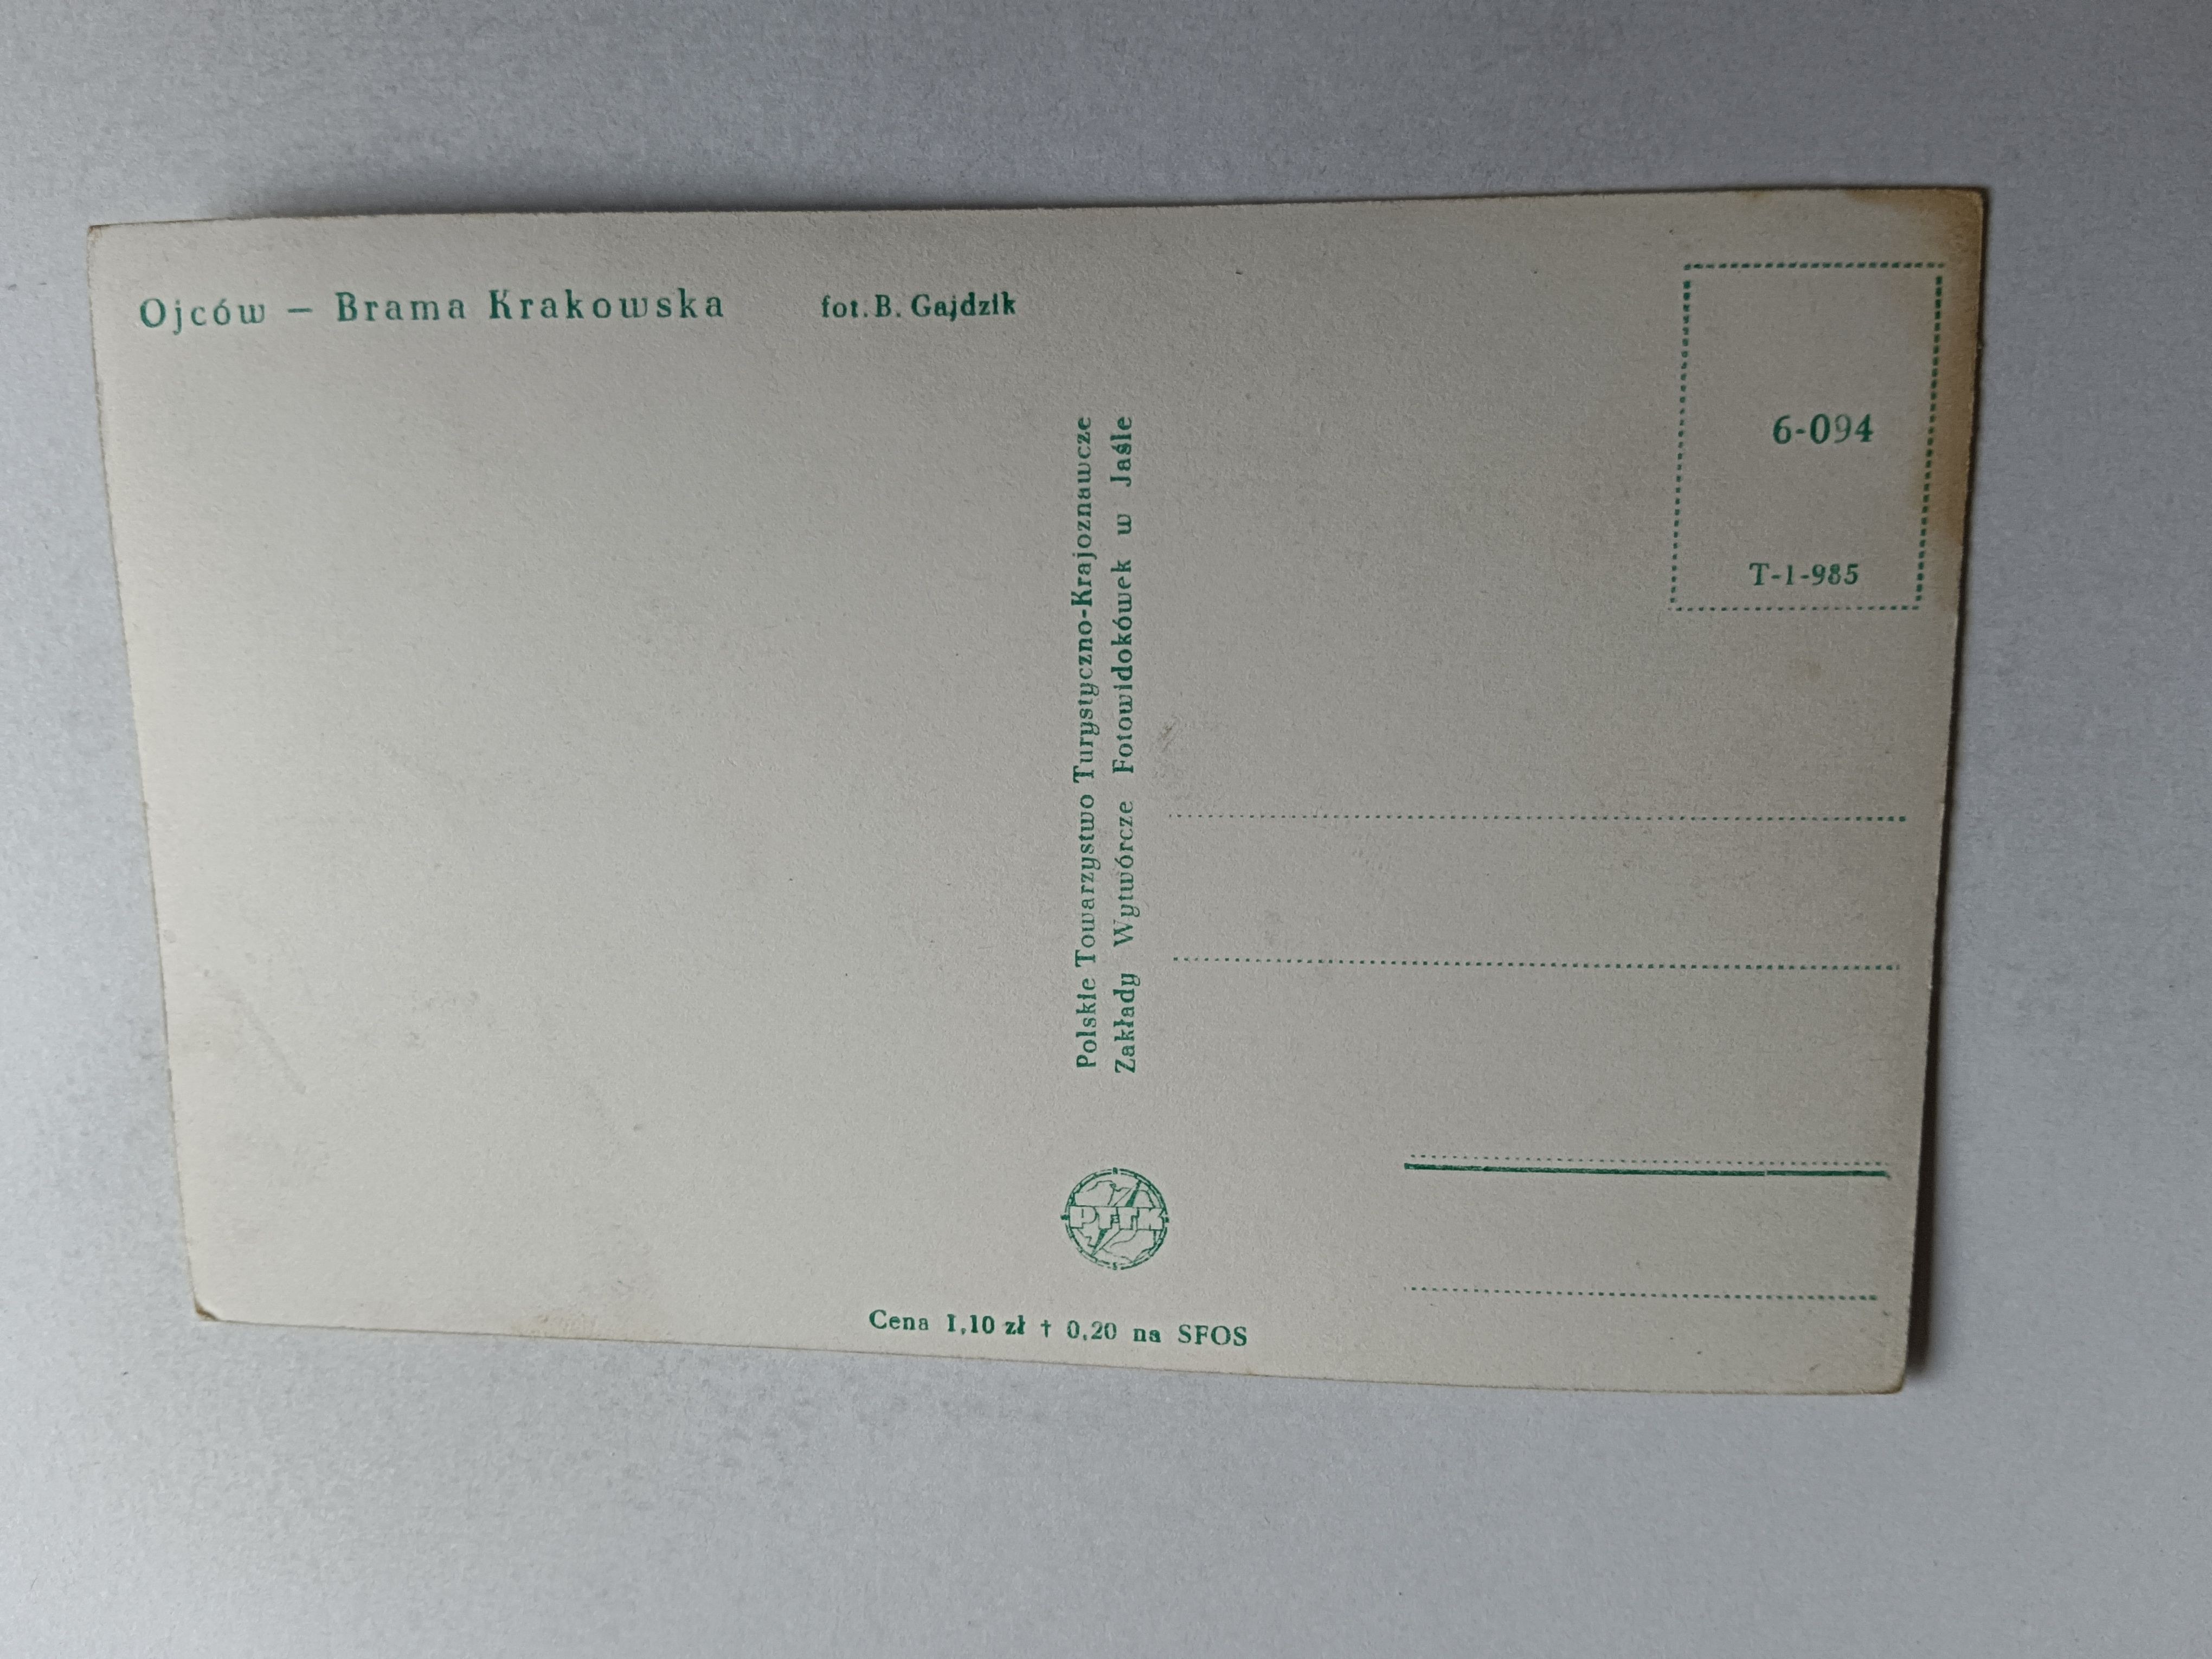 Ojców — Brama Krakowska fot. B. Gajdzik
6-094
T-1-985
Polskie Towarzystwo Turystyczno-Krajoznawcze
Zakłady Wytwórcze Fotowidokówek w Jaśle
PTTK
Cena 1,10 zł † 0,20 na SFOS